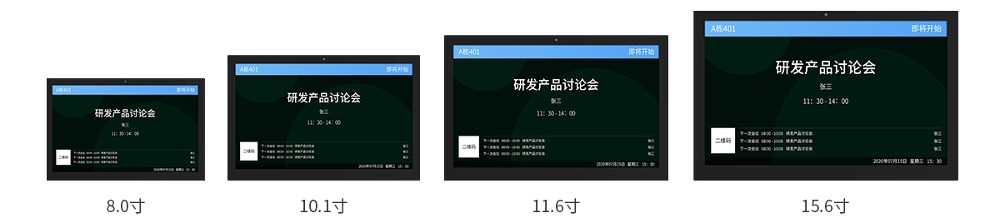 A栋401 即将开始
研发产品讨论会
张三
11：30 - 14：00
二维码
下一次会议 08:00 - 10:00 研发产品讨论会 张三
下一次会议 08:00 - 10:00 研发产品讨论会 张三
下一次会议 08:00 - 10:00 研发产品讨论会 张三
2020年07月15日 星期三 15：30
8.0寸
A栋401 即将开始
研发产品讨论会
张三
11：30 - 14：00
二维码
下一次会议 08:00 - 10:00 研发产品讨论会 张三
下一次会议 08:00 - 10:00 研发产品讨论会 张三
下一次会议 08:00 - 10:00 研发产品讨论会 张三
2020年07月15日 星期三 15：30
10.1寸
A栋401 即将开始
研发产品讨论会
张三
11：30 - 14：00
二维码
下一次会议 08:00 - 10:00 研发产品讨论会 张三
下一次会议 08:00 - 10:00 研发产品讨论会 张三
下一次会议 08:00 - 10:00 研发产品讨论会 张三
2020年07月15日 星期三 15：30
11.6寸
A栋401 即将开始
研发产品讨论会
张三
11：30 - 14：00
二维码
下一次会议 08:00 - 10:00 研发产品讨论会 张三
下一次会议 08:00 - 10:00 研发产品讨论会 张三
下一次会议 08:00 - 10:00 研发产品讨论会 张三
2020年07月15日 星期三 15：30
15.6寸